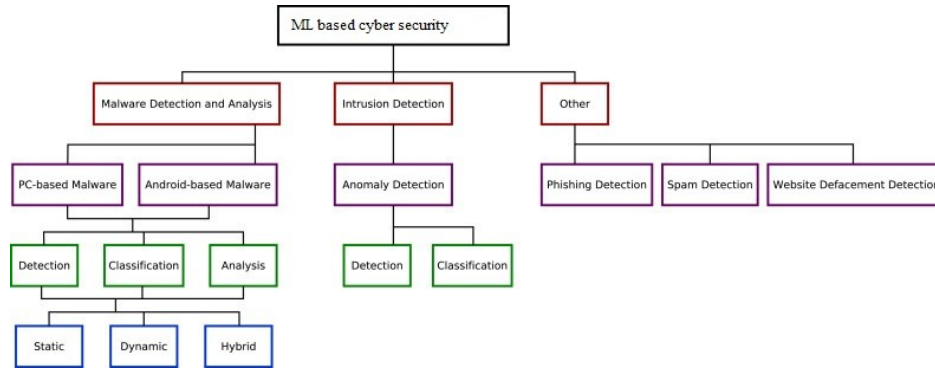 ML based cyber security
Malware Detection and Analysis
Intrusion Detection
Other
PC-based Malware
Android-based Malware
Anomaly Detection
Phishing Detection
Spam Detection
Website Defacement Detection
Detection
Classification
Analysis
Detection
Classification
Static
Dynamic
Hybrid